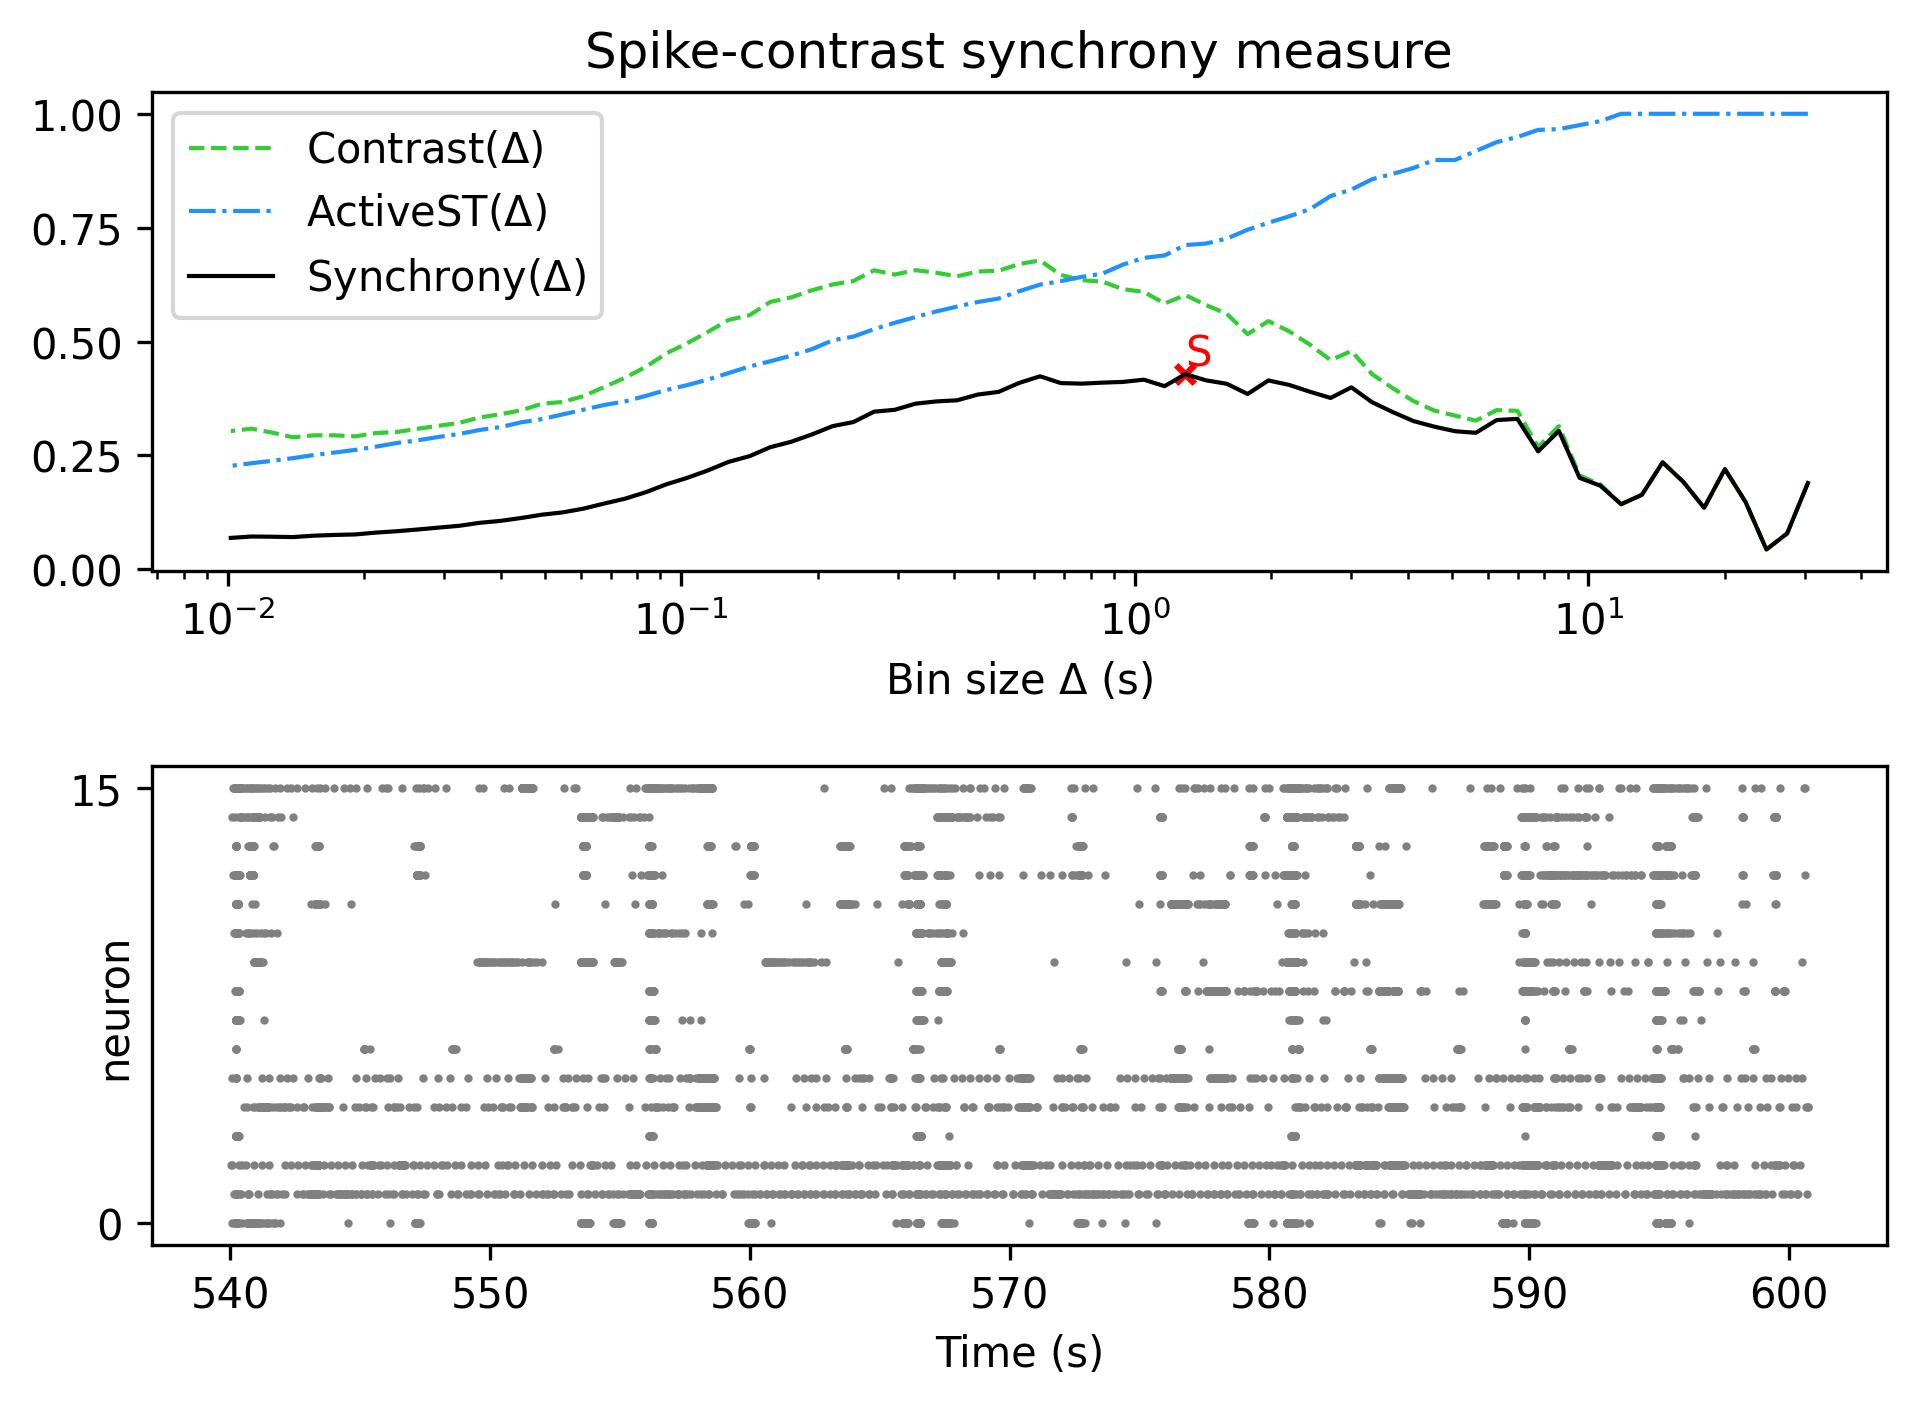 Spike-contrast synchrony measure
1.00
0.75
0.50
0.25
0.00
Contrast(Δ)
ActiveST(Δ)
Synchrony(Δ)
S
10⁻² 10⁻¹ 10⁰ 10¹
Bin size Δ (s)
15
0
neuron
540 550 560 570 580 590 600
Time (s)